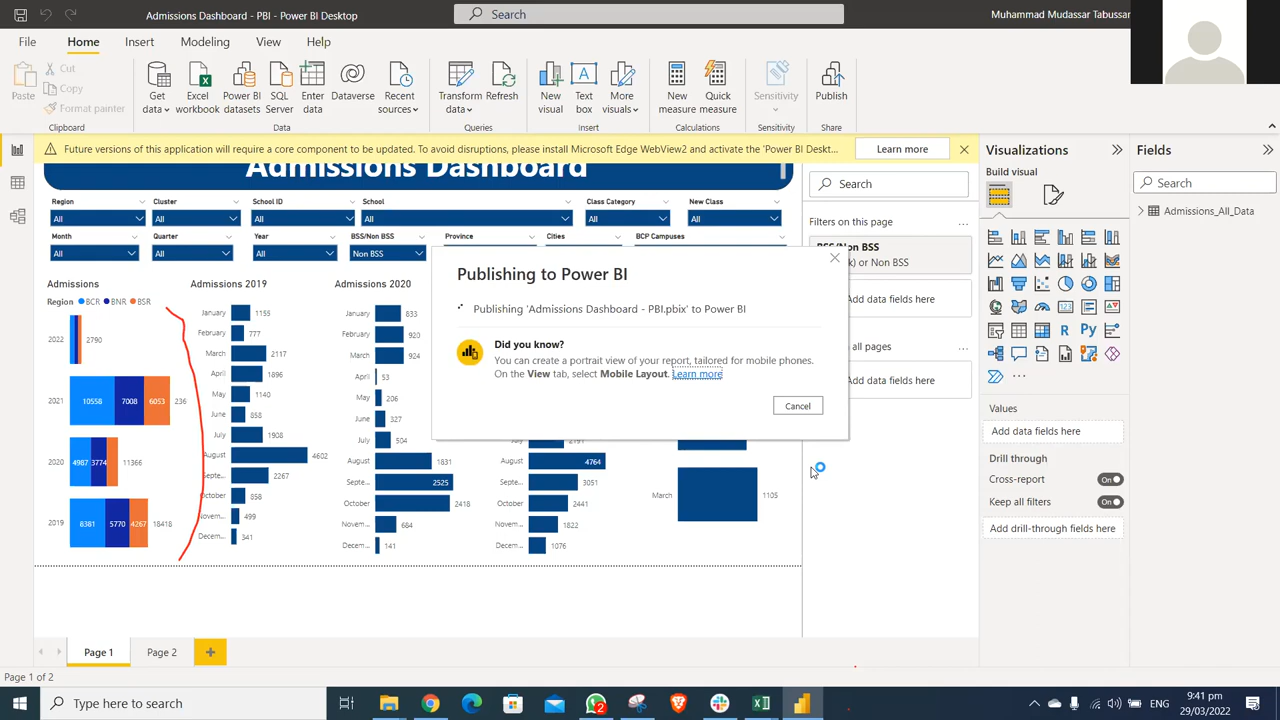 Admissions Dashboard - PBI - Power BI Desktop
Search
Muhammad Mudassar Tabussar
File Home Insert Modeling View Help
Paste
Cut
Copy
Format painter
Clipboard
Get data
Excel workbook
Power BI datasets
SQL Server
Enter data
Dataverse
Recent sources
Data
Transform data
Refresh
Queries
New visual
Text box
More visuals
Insert
New measure
Quick measure
Calculations
Sensitivity
Sensitivity
Publish
Share
Future versions of this application will require a core component to be updated. To avoid disruptions, please install Microsoft Edge WebView2 and activate the 'Power BI Deskt...
Learn more
Admissions Dashboard
Region Cluster School ID School Class Category New Class
All All All All All All
Month Quarter Year BSS/Non BSS Province Cities BCP Campuses
All All All Non BSS
Admissions
Region BCR BNR BSR
2022 2790
2021 10558 7008 6053 236
2020 4987 3774 11366
2019 8381 5770 4267 18418
Admissions 2019
January 1155
February 777
March 2117
April 1896
May 1140
June 858
July 1908
August 4602
Septe... 2267
October 858
Novem... 499
Decem... 341
Admissions 2020
January 833
February 920
March 924
April 53
May 206
June 327
July 504
August 1831
Septe... 2525
October 2418
Novem... 664
Decem... 141
August 4764
Septe... 3051
October 2441
Novem... 1822
Decem... 1076
March 1105
Publishing to Power BI
Publishing 'Admissions Dashboard - PBI.pbix' to Power BI
Did you know?
You can create a portrait view of your report, tailored for mobile phones.
On the View tab, select Mobile Layout. Learn more
Cancel
Search
Filters on this page ...
BSS/Non BSS
k) or Non BSS
Add data fields here
all pages ...
Add data fields here
Visualizations
Build visual
R Py
...
Values
Add data fields here
Drill through
Cross-report On
Keep all filters On
Add drill-through fields here
Fields
Search
Admissions_All_Data
Page 1 Page 2
Page 1 of 2
Type here to search
2
9:41 pm
29/03/2022